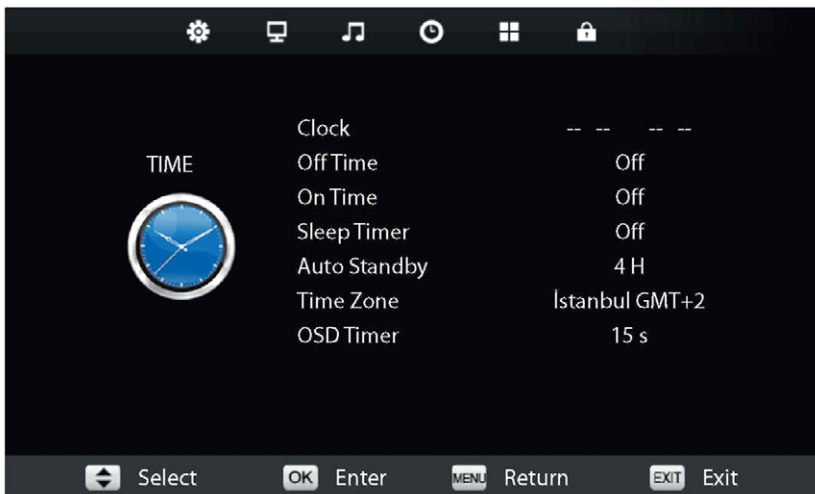 Clock -- -- -- --
TIME
Off Time Off
On Time Off
Sleep Timer Off
Auto Standby 4 H
Time Zone İstanbul GMT+2
OSD Timer 15 s
Select OK Enter MENU Return EXIT Exit